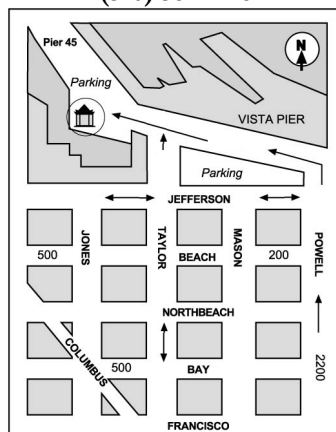 Pier 45
Parking
N
VISTA PIER
Parking
JEFFERSON
JONES
TAYLOR
MASON
POWELL
500
BEACH
200
NORTHBEACH
COLUMBUS
500
BAY
2200
FRANCISCO